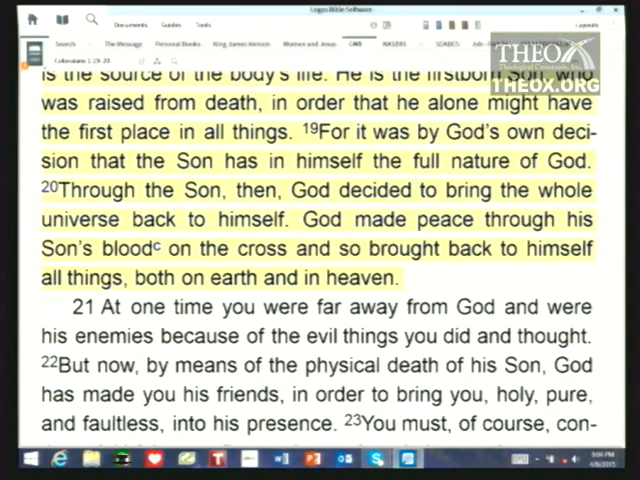 Logos Bible Software
Documents Guides Tools
Layouts
Search The Message Personal Books King James Version Women and Jesus GNB NASB95 SDABC5
Colossians 1:19-20
THEOX
THEOX.ORG
is the source of the body's life. He is the firstborn Son, who
was raised from death, in order that he alone might have
the first place in all things. 19For it was by God's own deci-
sion that the Son has in himself the full nature of God.
20Through the Son, then, God decided to bring the whole
universe back to himself. God made peace through his
Son's bloodc on the cross and so brought back to himself
all things, both on earth and in heaven.
21 At one time you were far away from God and were
his enemies because of the evil things you did and thought.
22But now, by means of the physical death of his Son, God
has made you his friends, in order to bring you, holy, pure,
and faultless, into his presence. 23You must, of course, con-
9:04 PM
4/8/2015